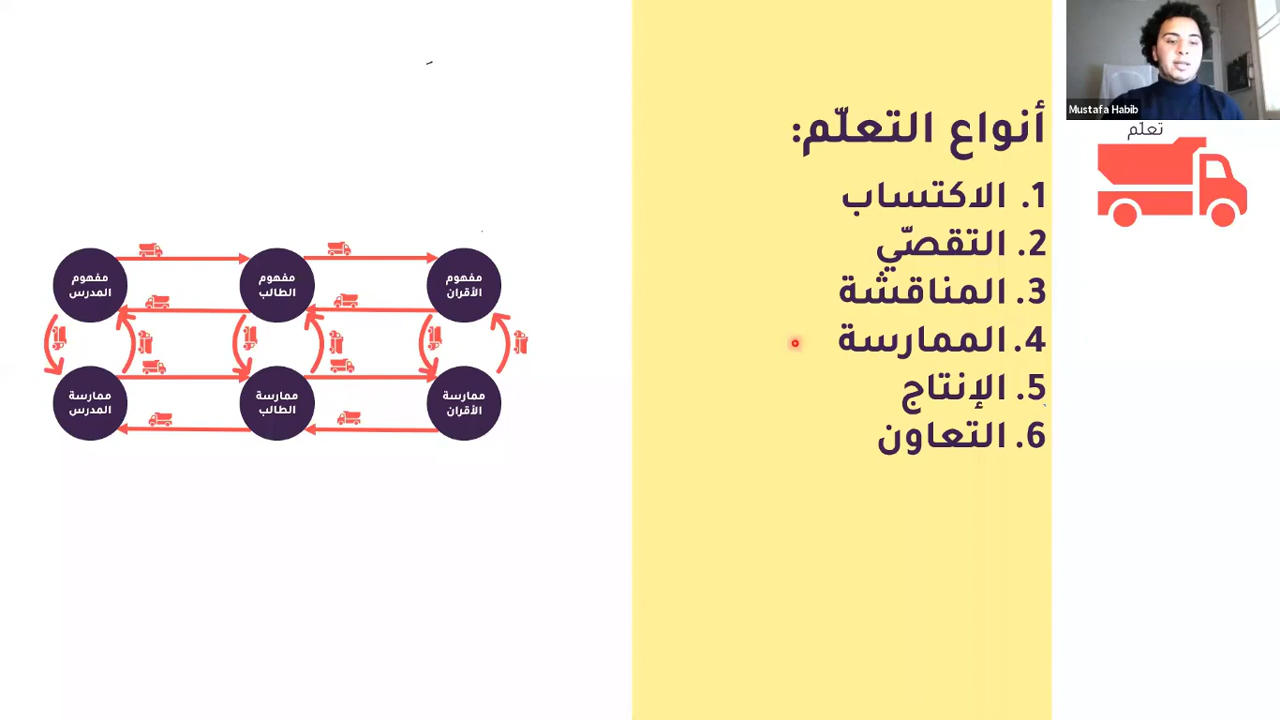 Mustafa Habib
تعلّم
أنواع التعلّم:
1. الاكتساب
2. التقصّي
3. المناقشة
4. الممارسة
5. الإنتاج
6. التعاون
مفهوم الأقران
مفهوم الطالب
مفهوم المدرس
ممارسة الأقران
ممارسة الطالب
ممارسة المدرس